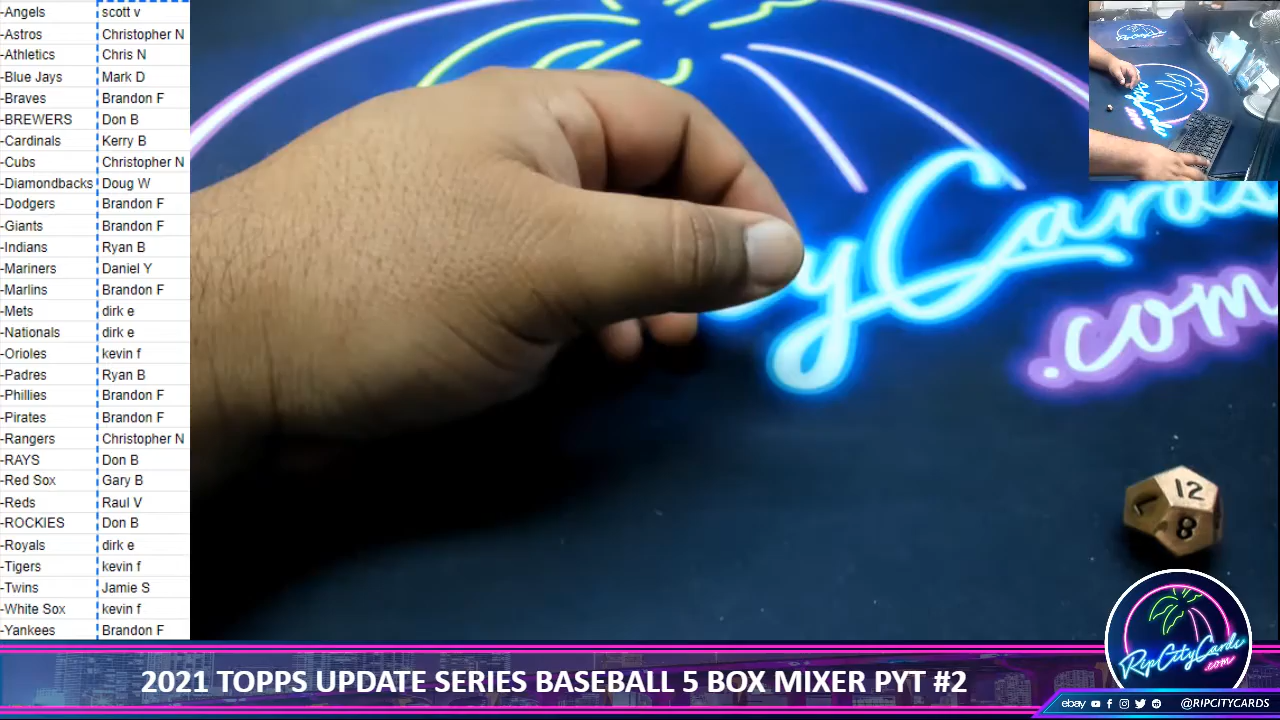 -Angels scott v
-Astros Christopher N
-Athletics Chris N
-Blue Jays Mark D
-Braves Brandon F
-BREWERS Don B
-Cardinals Kerry B
-Cubs Christopher N
-Diamondbacks Doug W
-Dodgers Brandon F
-Giants Brandon F
-Indians Ryan B
-Mariners Daniel Y
-Marlins Brandon F
-Mets dirk e
-Nationals dirk e
-Orioles kevin f
-Padres Ryan B
-Phillies Brandon F
-Pirates Brandon F
-Rangers Christopher N
-RAYS Don B
-Red Sox Gary B
-Reds Raul V
-ROCKIES Don B
-Royals dirk e
-Tigers kevin f
-Twins Jamie S
-White Sox kevin f
-Yankees Brandon F
yCards
.com
12
8
RipCityCards
.com
2021 TOPPS UPDATE SERIES BASEBALL 5 BOX MIXER PYT #2
ebay @RIPCITYCARDS